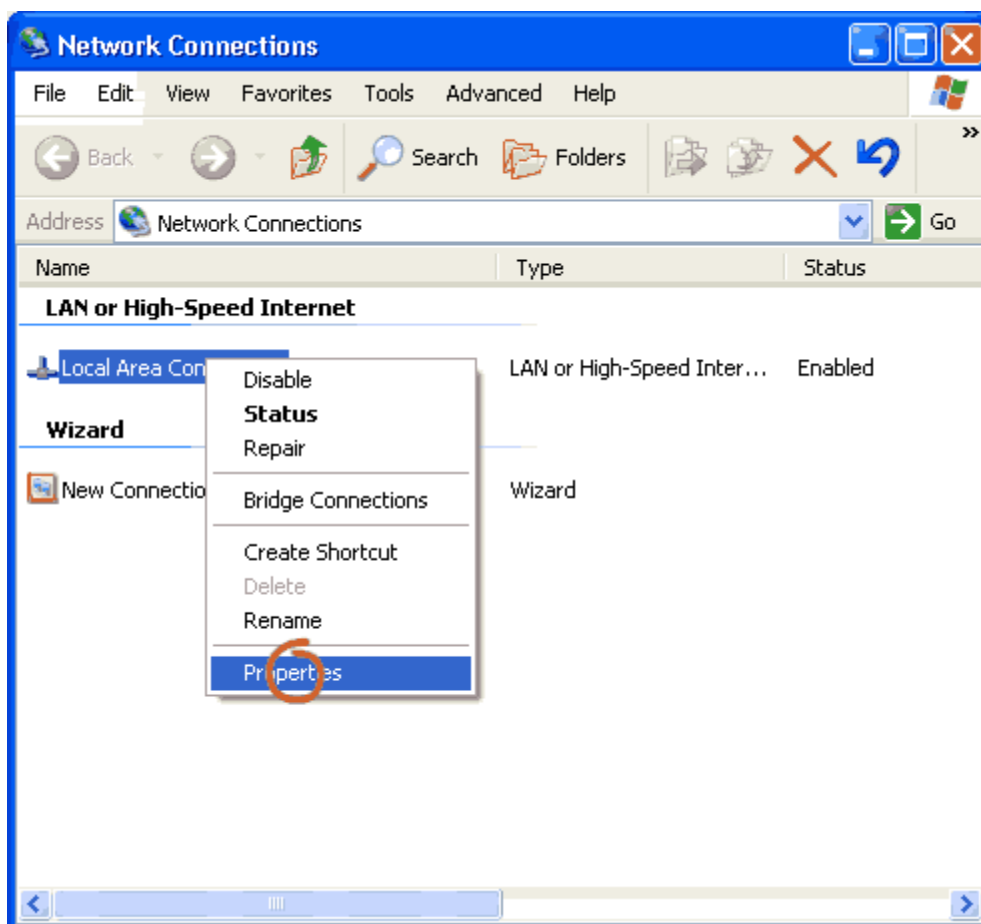 Network Connections
File Edit View Favorites Tools Advanced Help
Back Search Folders »
Address Network Connections Go
Name Type Status
LAN or High-Speed Internet
Local Area Con LAN or High-Speed Inter... Enabled
Disable
Status
Wizard
Repair
New Connectio Wizard
Bridge Connections
Create Shortcut
Delete
Rename
Properties